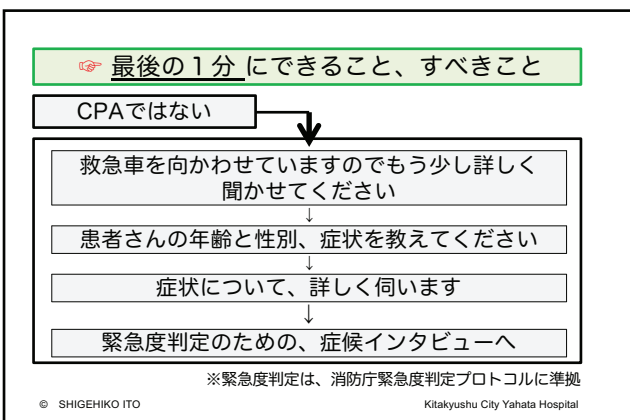 ☞ 最後の１分 にできること、すべきこと
CPAではない
救急車を向かわせていますのでもう少し詳しく
聞かせてください
↓
患者さんの年齢と性別、症状を教えてください
↓
症状について、詳しく伺います
↓
緊急度判定のための、症候インタビューへ
※緊急度判定は、消防庁緊急度判定プロトコルに準拠
© SHIGEHIKO ITO
Kitakyushu City Yahata Hospital